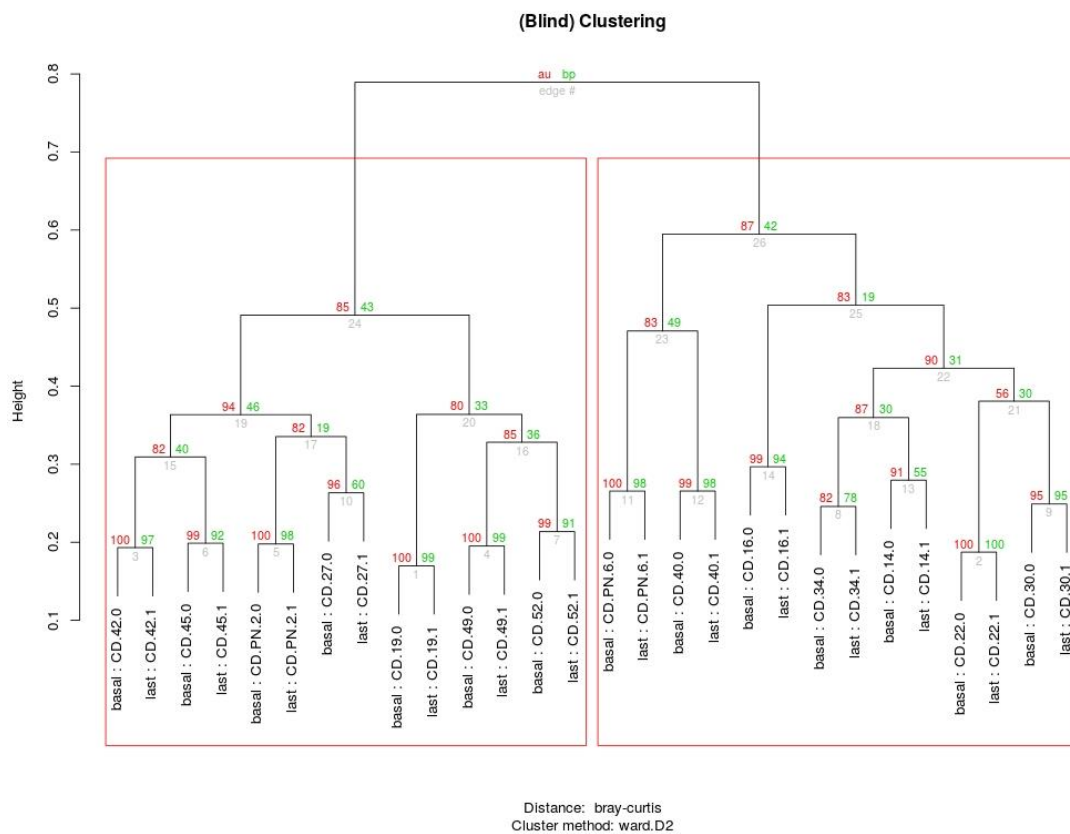 (Blind) Clustering
au bp
edge #
Height
0.8
0.7
0.6
0.5
0.4
0.3
0.2
0.1
87 42
26
85 43
24
83 19
25
83 49
23
90 31
22
94 46
19
80 33
20
56 30
21
87 30
18
82 19
17
85 36
16
82 40
15
99 94
14
91 55
13
96 60
10
100 98
11
99 98
12
82 78
8
95 95
9
100 97
3
99 92
6
100 98
5
100 99
1
100 99
4
99 91
7
100 100
2
basal : CD.42.0
last : CD.42.1
basal : CD.45.0
last : CD.45.1
basal : CD.PN.2.0
last : CD.PN.2.1
basal : CD.27.0
last : CD.27.1
basal : CD.19.0
last : CD.19.1
basal : CD.49.0
last : CD.49.1
basal : CD.52.0
last : CD.52.1
basal : CD.PN.6.0
last : CD.PN.6.1
basal : CD.40.0
last : CD.40.1
basal : CD.16.0
last : CD.16.1
basal : CD.34.0
last : CD.34.1
basal : CD.14.0
last : CD.14.1
basal : CD.22.0
last : CD.22.1
basal : CD.30.0
last : CD.30.1
Distance: bray-curtis
Cluster method: ward.D2